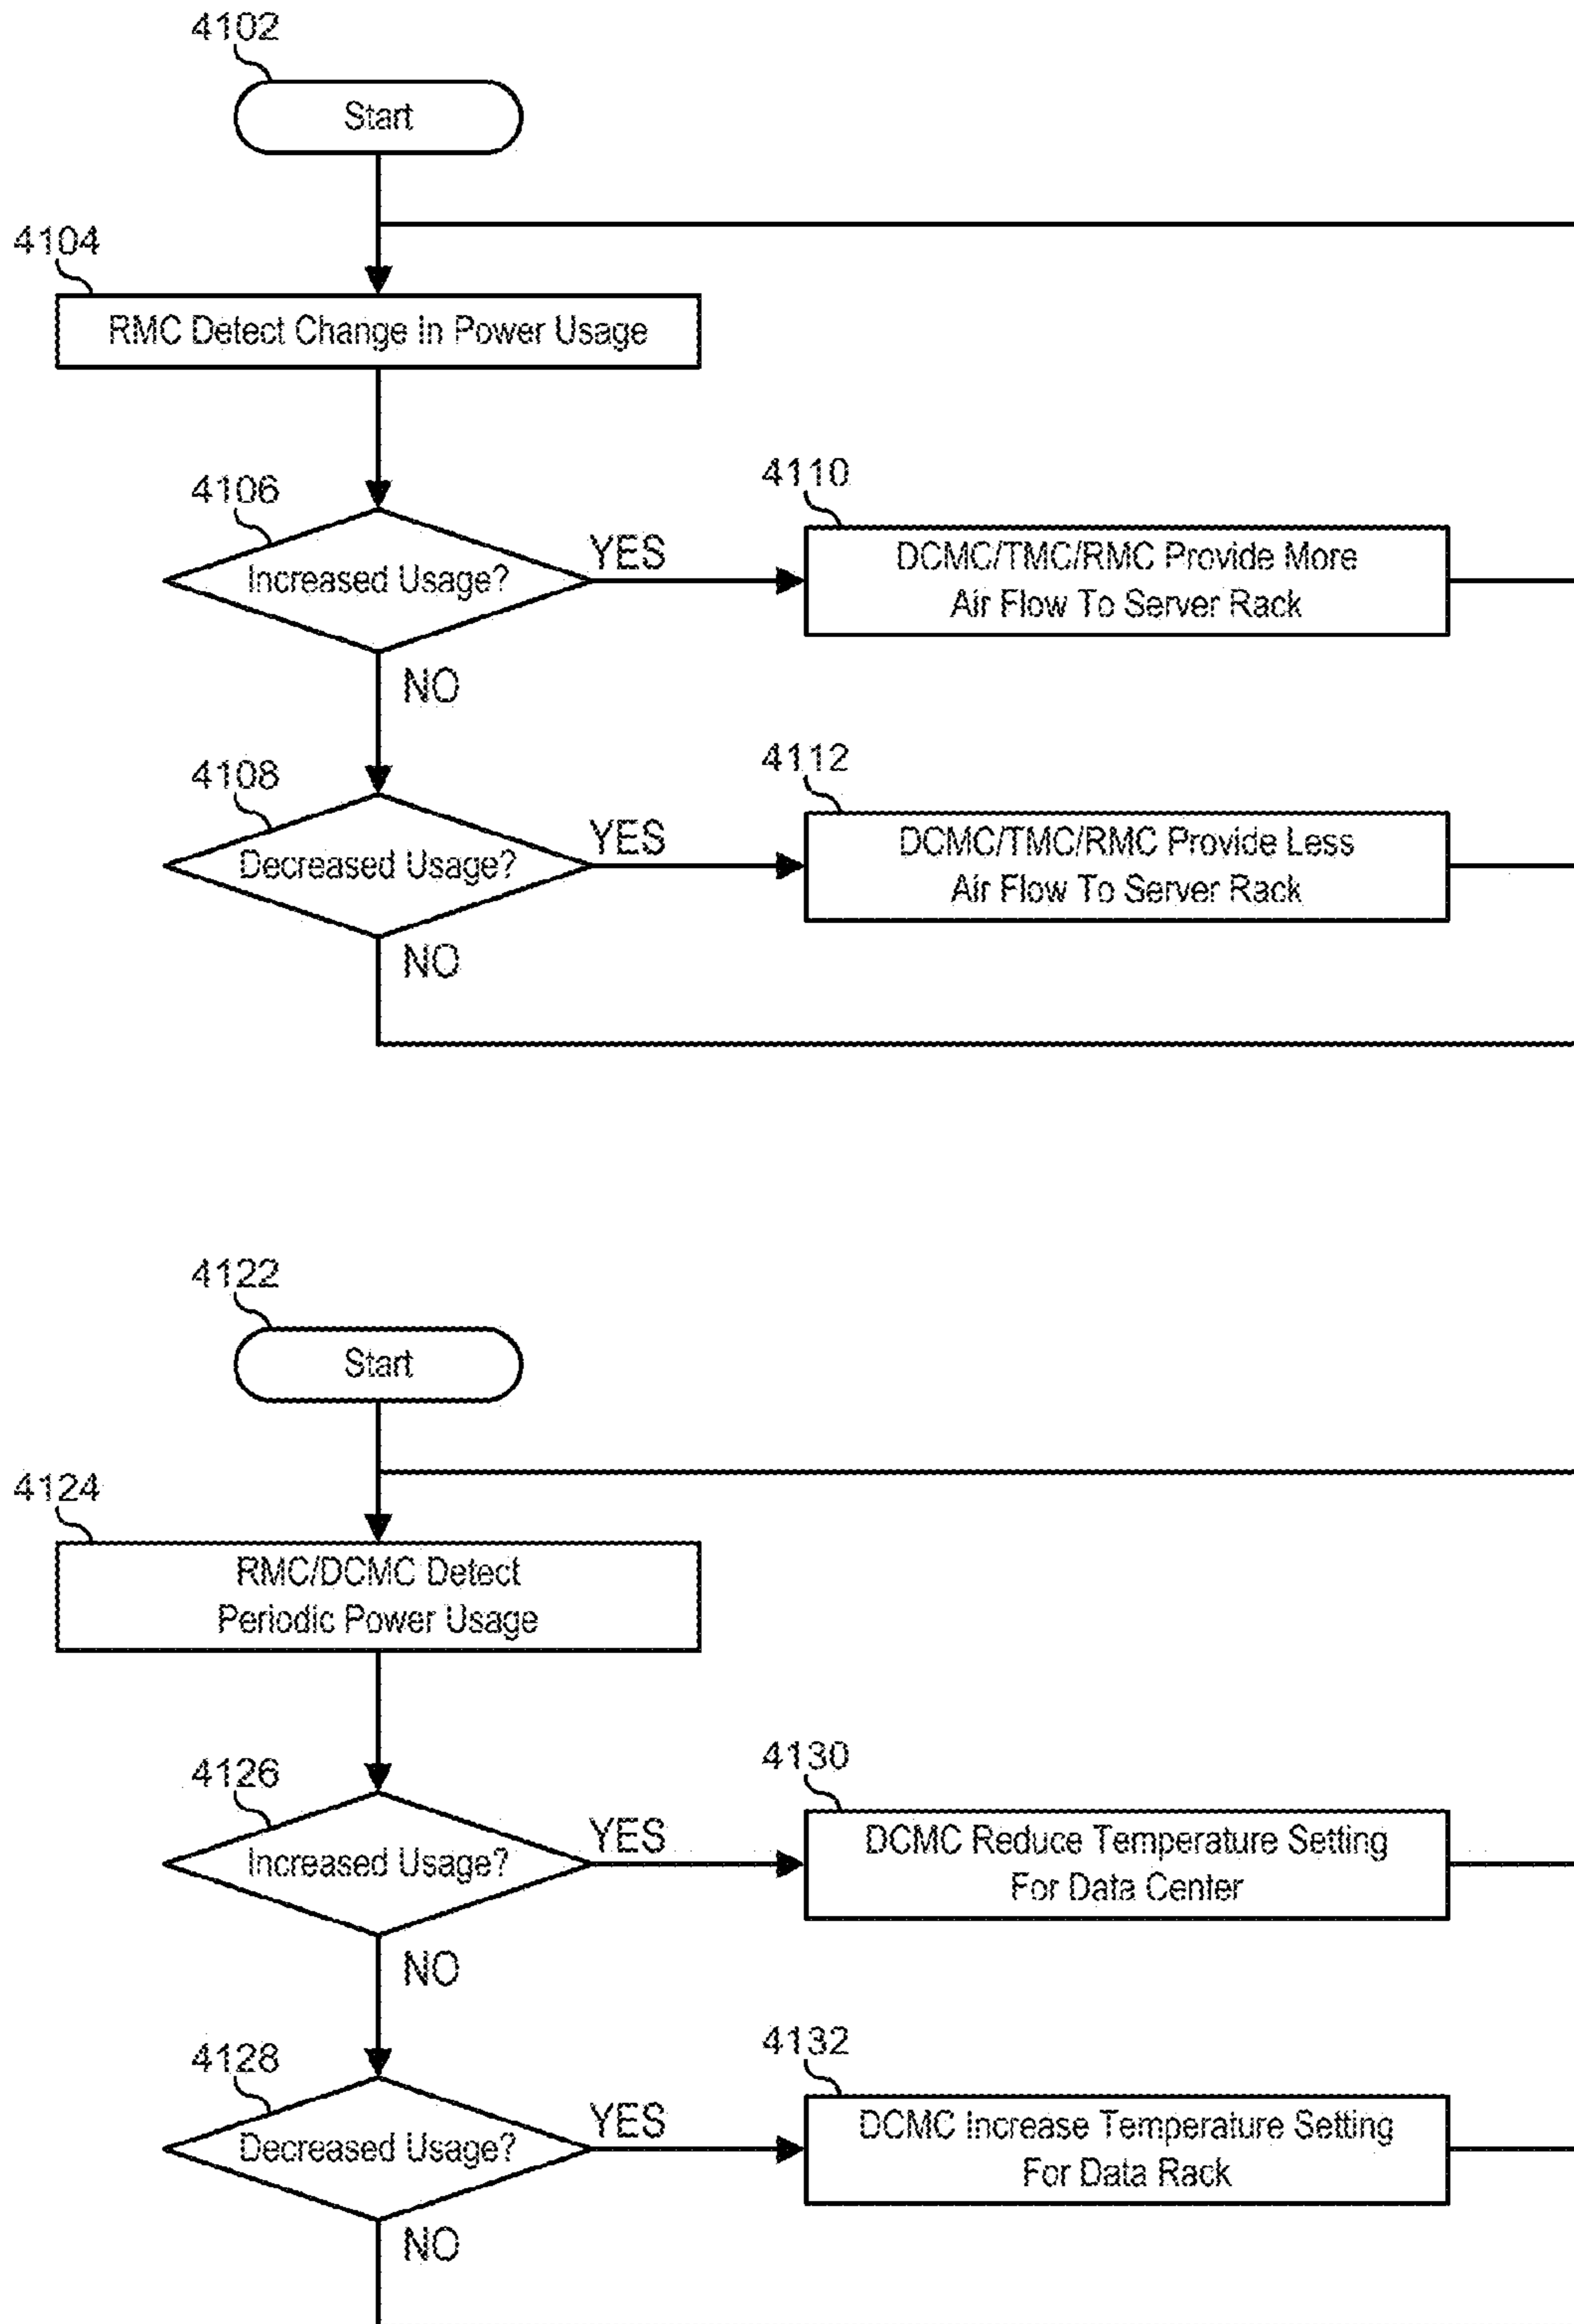 4102
Start
4104
RMC Detect Change In Power Usage
4106
Increased Usage?
YES
4110
DCMC/TMC/RMC Provide More
Air Flow To Server Rack
NO
4108
Decreased Usage?
YES
4112
DCMC/TMC/RMC Provide Less
Air Flow To Server Rack
NO
4122
Start
4124
RMC/DCMC Detect
Periodic Power Usage
4126
Increased Usage?
YES
4130
DCMC Reduce Temperature Setting
For Data Center
NO
4128
Decreased Usage?
YES
4132
DCMC Increase Temperature Setting
For Data Rack
NO